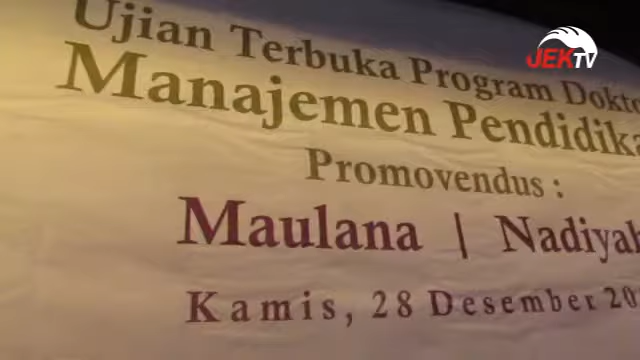 JEKTV
Ujian Terbuka Program Dokto
Manajemen Pendidika
Promovendus :
Maulana | Nadiyah
Kamis, 28 Desember 20